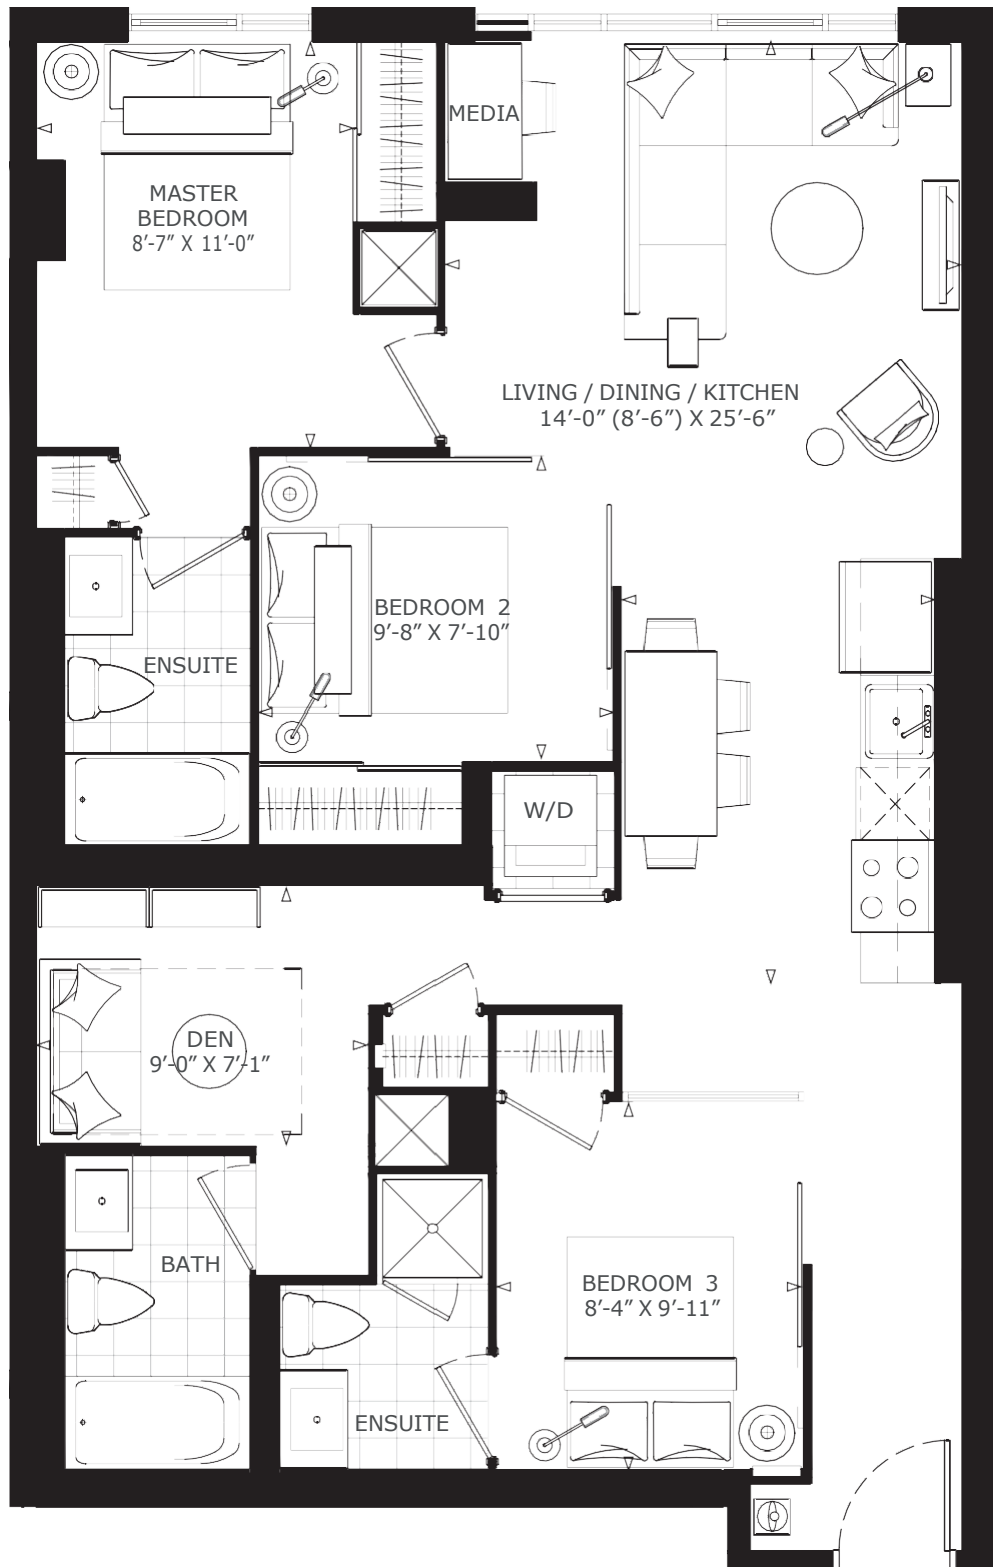 MEDIA
MASTER
BEDROOM
8’-7” X 11’-0”
LIVING / DINING / KITCHEN
14’-0” (8’-6”) X 25’-6”
BEDROOM 2
9’-8” X 7’-10”
ENSUITE
W/D
DEN
9’-0” X 7’-1”
BATH
BEDROOM 3
8’-4” X 9’-11”
ENSUITE